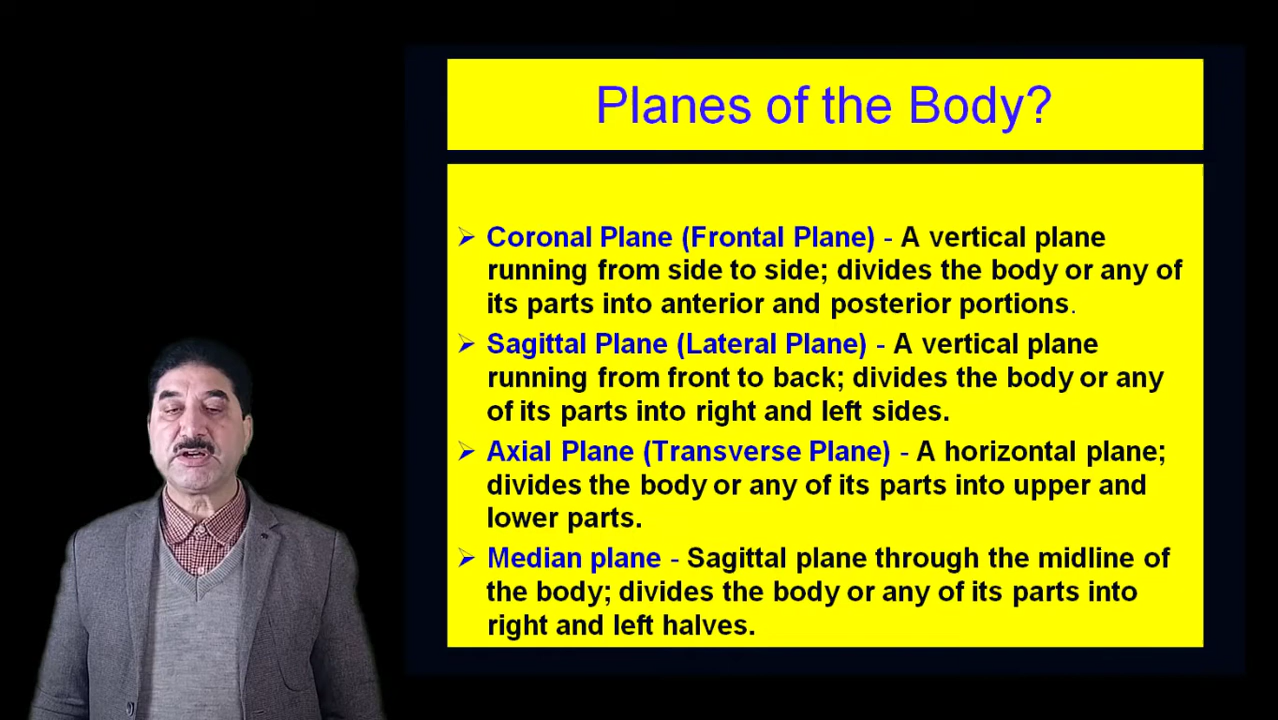 Planes of the Body?
➢ Coronal Plane (Frontal Plane) - A vertical plane
running from side to side; divides the body or any of
its parts into anterior and posterior portions.
➢ Sagittal Plane (Lateral Plane) - A vertical plane
running from front to back; divides the body or any
of its parts into right and left sides.
➢ Axial Plane (Transverse Plane) - A horizontal plane;
divides the body or any of its parts into upper and
lower parts.
➢ Median plane - Sagittal plane through the midline of
the body; divides the body or any of its parts into
right and left halves.